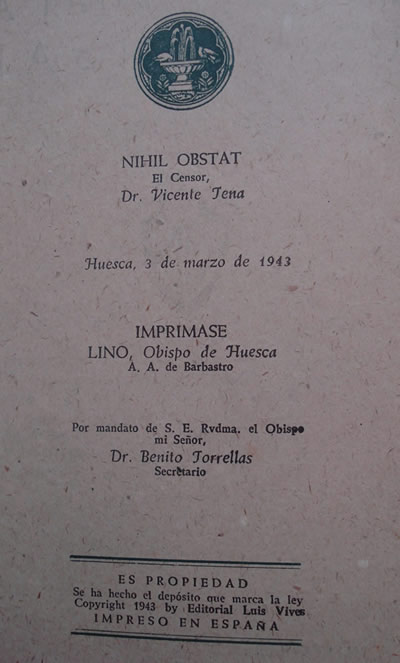 NIHIL OBSTAT
El Censor,
Dr. Vicente Tena
Huesca, 3 de marzo de 1943
IMPRIMASE
LINO, Obispo de Huesca
A. A. de Barbastro
Por mandato de S. E. Rvdma. el Obispo
mi Señor,
Dr. Benito Torrellas
Secretario
ES PROPIEDAD
Se ha hecho el depósito que marca la ley
Copyright 1943 by Editorial Luis Vives
IMPRESO EN ESPAÑA